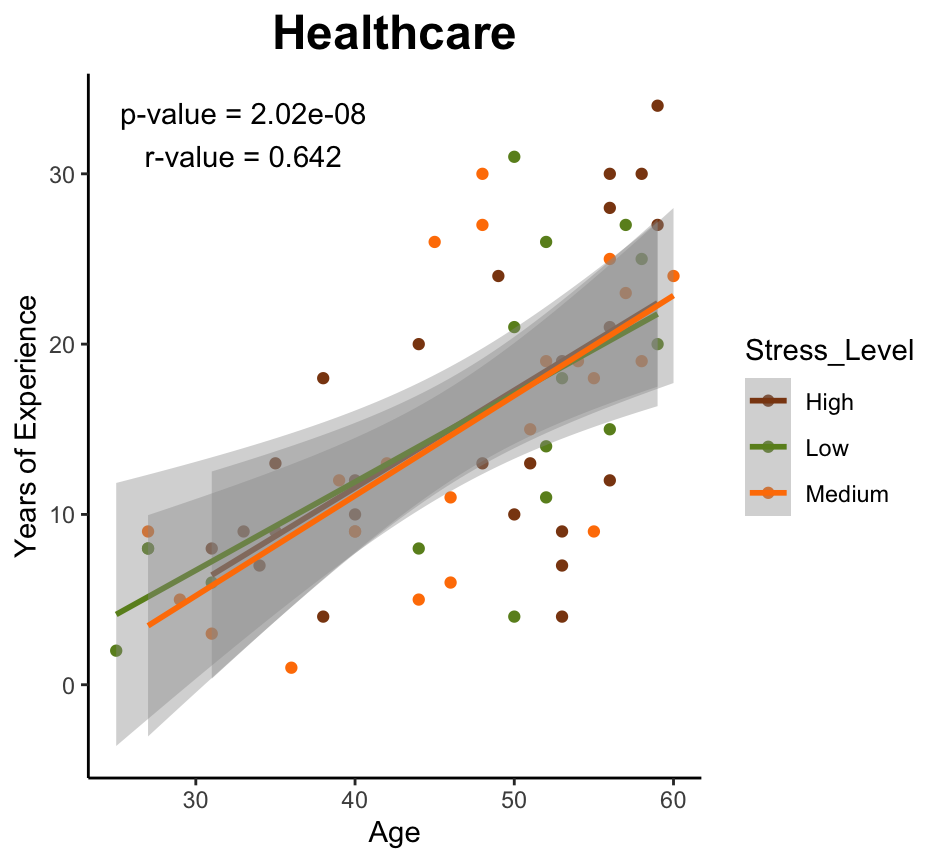 Healthcare
p-value = 2.02e-08
r-value = 0.642
30
20
10
0
Years of Experience
30
40
50
60
Age
Stress_Level
High
Low
Medium